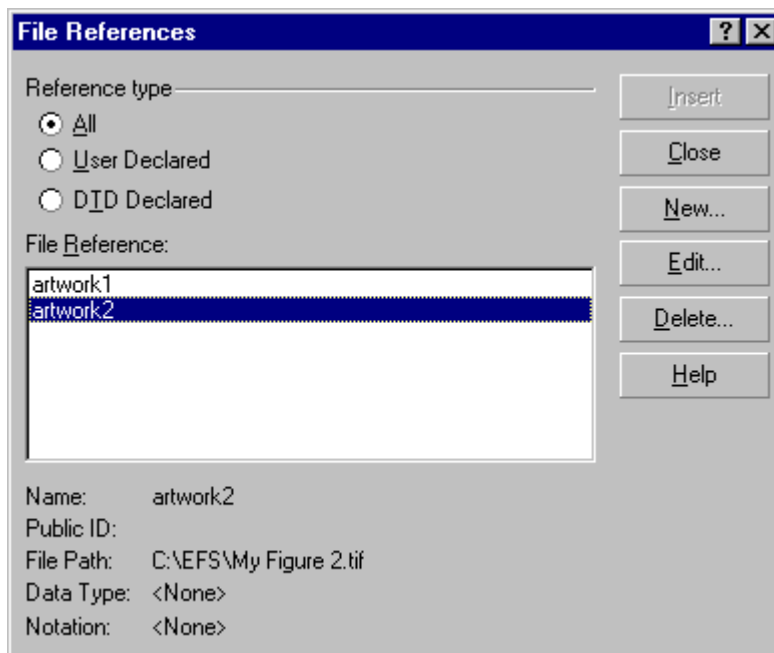 File References
Reference type
All
User Declared
DTD Declared
File Reference:
artwork1
artwork2
Insert
Close
New...
Edit...
Delete...
Help
Name: artwork2
Public ID:
File Path: C:\EFS\My Figure 2.tif
Data Type: <None>
Notation: <None>